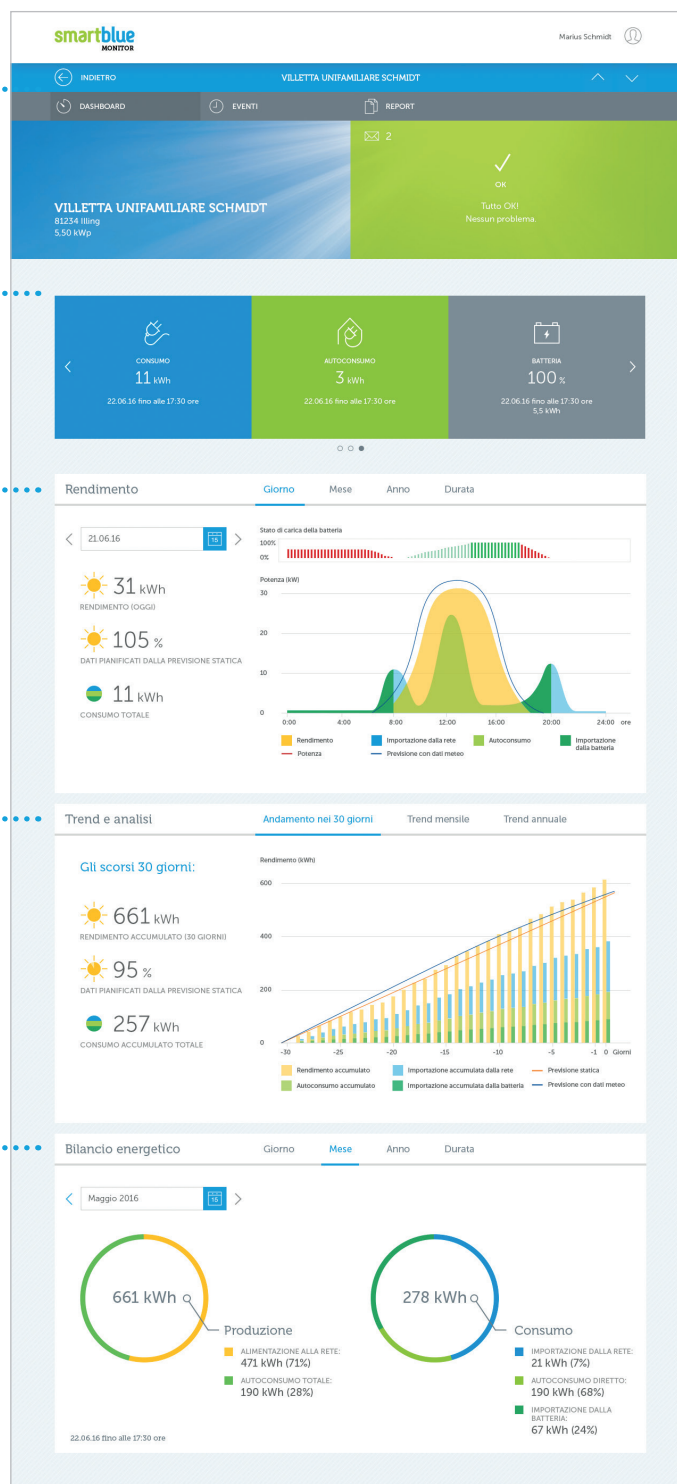 smartblue
MONITOR
Marius Schmidt
INDIETRO
VILLETTA UNIFAMILIARE SCHMIDT
DASHBOARD
EVENTI
REPORT
2
OK
Tutto OK!
Nessun problema.
VILLETTA UNIFAMILIARE SCHMIDT
81234 Illing
5,50 kWp
CONSUMO
11 kWh
22.06.16 fino alle 17:30 ore
AUTOCONSUMO
3 kWh
22.06.16 fino alle 17:30 ore
BATTERIA
100 %
22.06.16 fino alle 17:30 ore
5,5 kWh
Rendimento
Giorno Mese Anno Durata
21.06.16
15
31 kWh
RENDIMENTO (OGGI)
105 %
DATI PIANIFICATI DALLA PREVISIONE STATICA
11 kWh
CONSUMO TOTALE
Stato di carica della batteria
100%
0%
Potenza (kW)
30
20
10
0
0:00 4:00 8:00 12:00 16:00 20:00 24:00 ore
Rendimento
Importazione dalla rete
Autoconsumo
Importazione
dalla batteria
Potenza
Previsione con dati meteo
Trend e analisi
Andamento nei 30 giorni Trend mensile Trend annuale
Gli scorsi 30 giorni:
661 kWh
RENDIMENTO ACCUMULATO (30 GIORNI)
95 %
DATI PIANIFICATI DALLA PREVISIONE STATICA
257 kWh
CONSUMO ACCUMULATO TOTALE
Rendimento (kWh)
600
400
200
0
-30 -25 -20 -15 -10 -5 -1 0 Giorni
Rendimento accumulato
Importazione accumulata dalla rete
Previsione statica
Autoconsumo accumulato
Importazione accumulata dalla batteria
Previsione con dati meteo
Bilancio energetico
Giorno Mese Anno Durata
Maggio 2016
15
661 kWh
Produzione
ALIMENTAZIONE ALLA RETE:
471 kWh (71%)
AUTOCONSUMO TOTALE:
190 kWh (28%)
278 kWh
Consumo
IMPORTAZIONE DALLA RETE:
21 kWh (7%)
AUTOCONSUMO DIRETTO:
190 kWh (68%)
IMPORTAZIONE DALLA
BATTERIA:
67 kWh (24%)
22.06.16 fino alle 17:30 ore